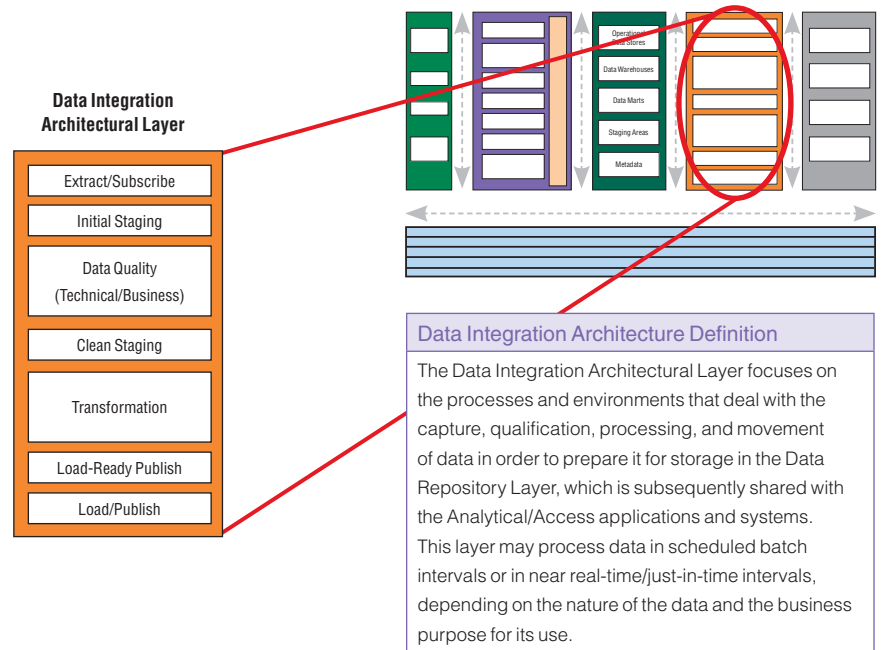 Data Integration
Architectural Layer
Extract/Subscribe
Initial Staging
Data Quality
(Technical/Business)
Clean Staging
Transformation
Load-Ready Publish
Load/Publish
Operational
Data Stores
Data Warehouses
Data Marts
Staging Areas
Metadata
Data Integration Architecture Definition
The Data Integration Architectural Layer focuses on
the processes and environments that deal with the
capture, qualification, processing, and movement
of data in order to prepare it for storage in the Data
Repository Layer, which is subsequently shared with
the Analytical/Access applications and systems.
This layer may process data in scheduled batch
intervals or in near real-time/just-in-time intervals,
depending on the nature of the data and the business
purpose for its use.